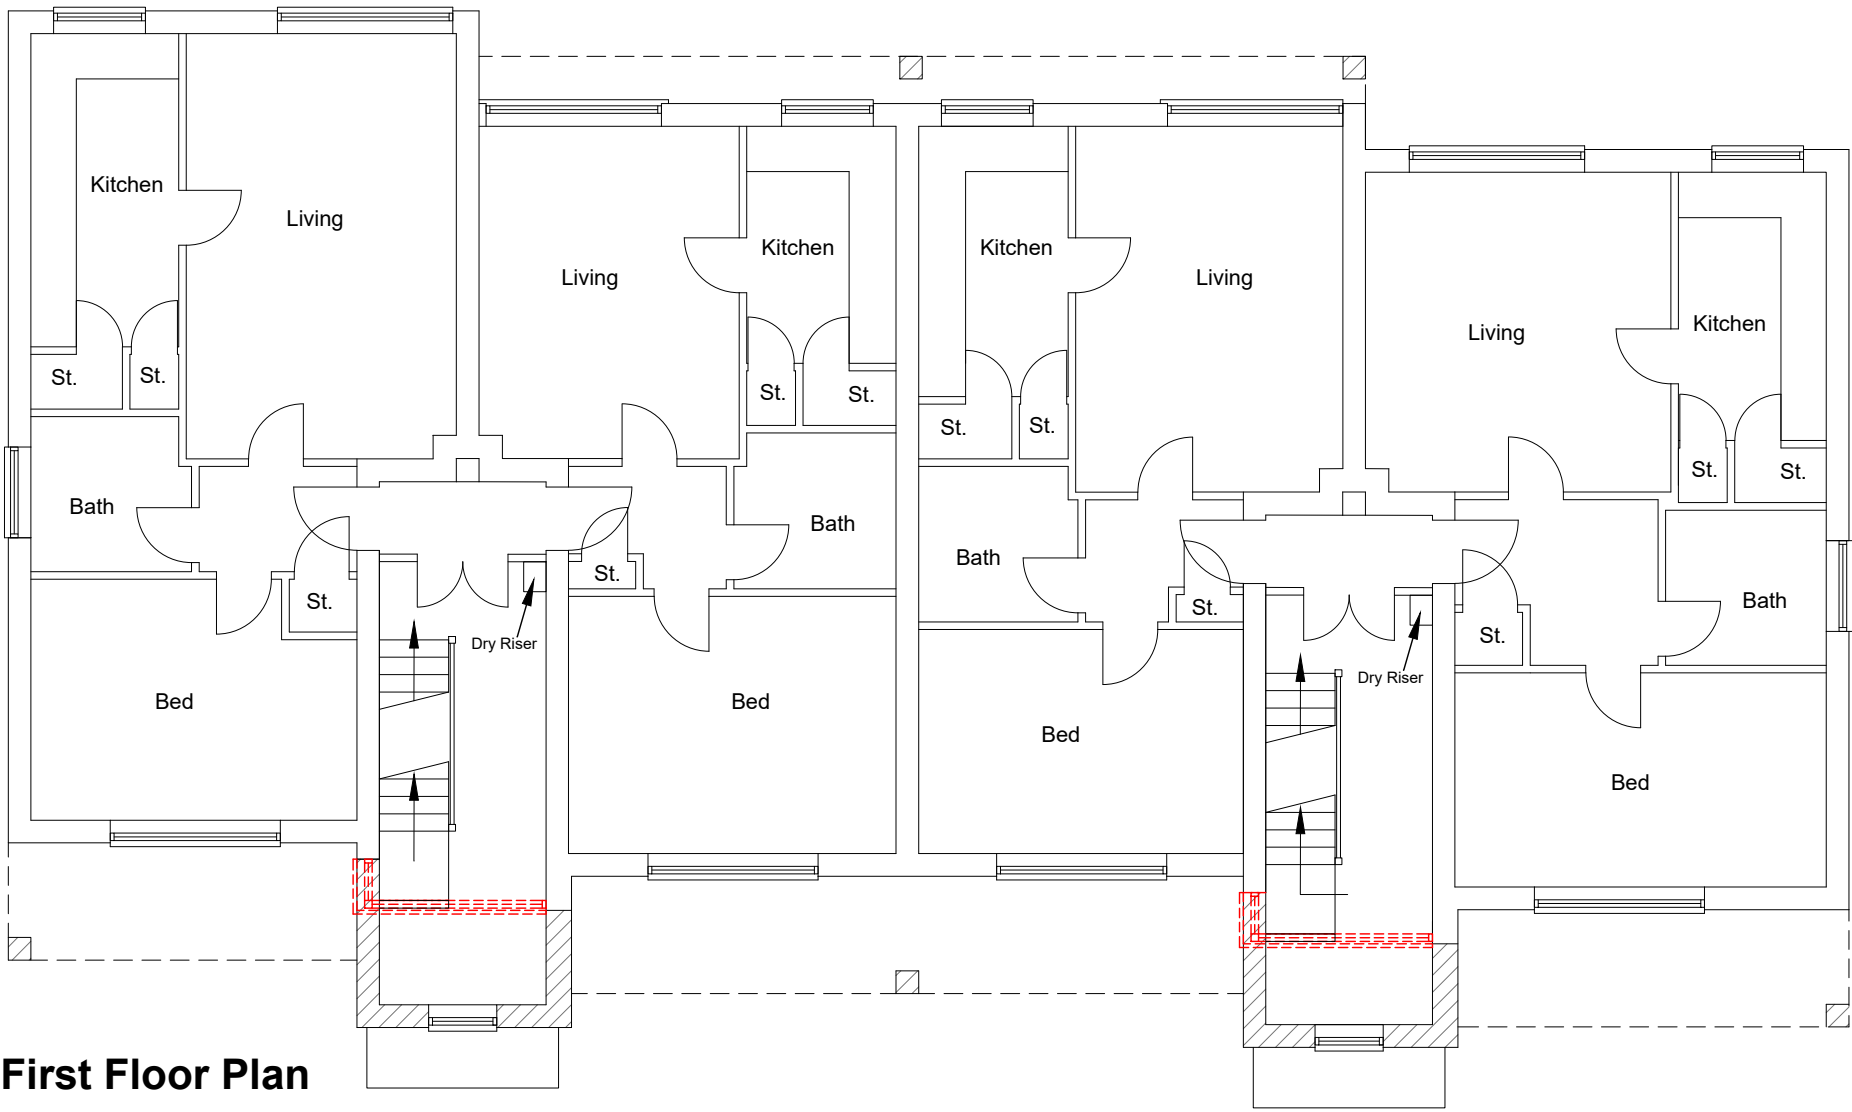 Kitchen
Living
Living
Kitchen
Kitchen
Living
Living
Kitchen
St.
St.
St.
St.
St.
St.
St.
St.
Bath
Bath
Bath
Bath
St.
St.
St.
St.
Dry Riser
Dry Riser
Bed
Bed
Bed
Bed
First Floor Plan